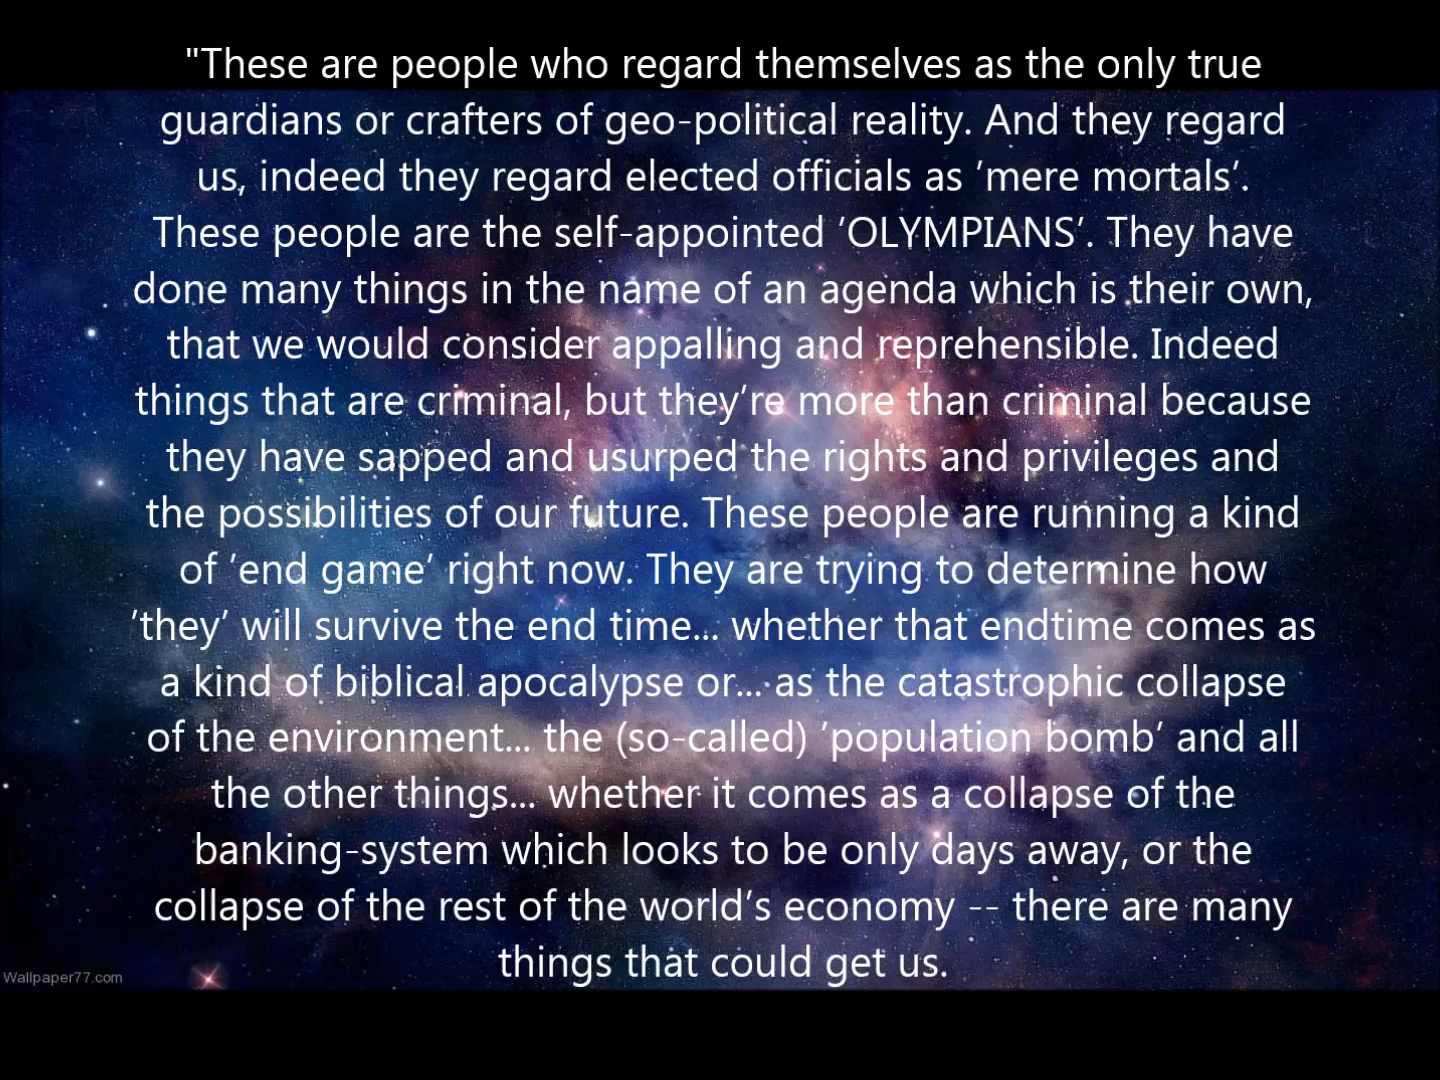 "These are people who regard themselves as the only true
guardians or crafters of geo-political reality. And they regard
us, indeed they regard elected officials as ’mere mortals’.
These people are the self-appointed ’OLYMPIANS’. They have
done many things in the name of an agenda which is their own,
that we would consider appalling and reprehensible. Indeed
things that are criminal, but they’re more than criminal because
they have sapped and usurped the rights and privileges and
the possibilities of our future. These people are running a kind
of ’end game’ right now. They are trying to determine how
’they’ will survive the end time... whether that endtime comes as
a kind of biblical apocalypse or... as the catastrophic collapse
of the environment... the (so-called) ’population bomb’ and all
the other things... whether it comes as a collapse of the
banking-system which looks to be only days away, or the
collapse of the rest of the world’s economy -- there are many
things that could get us.
Wallpaper77.com